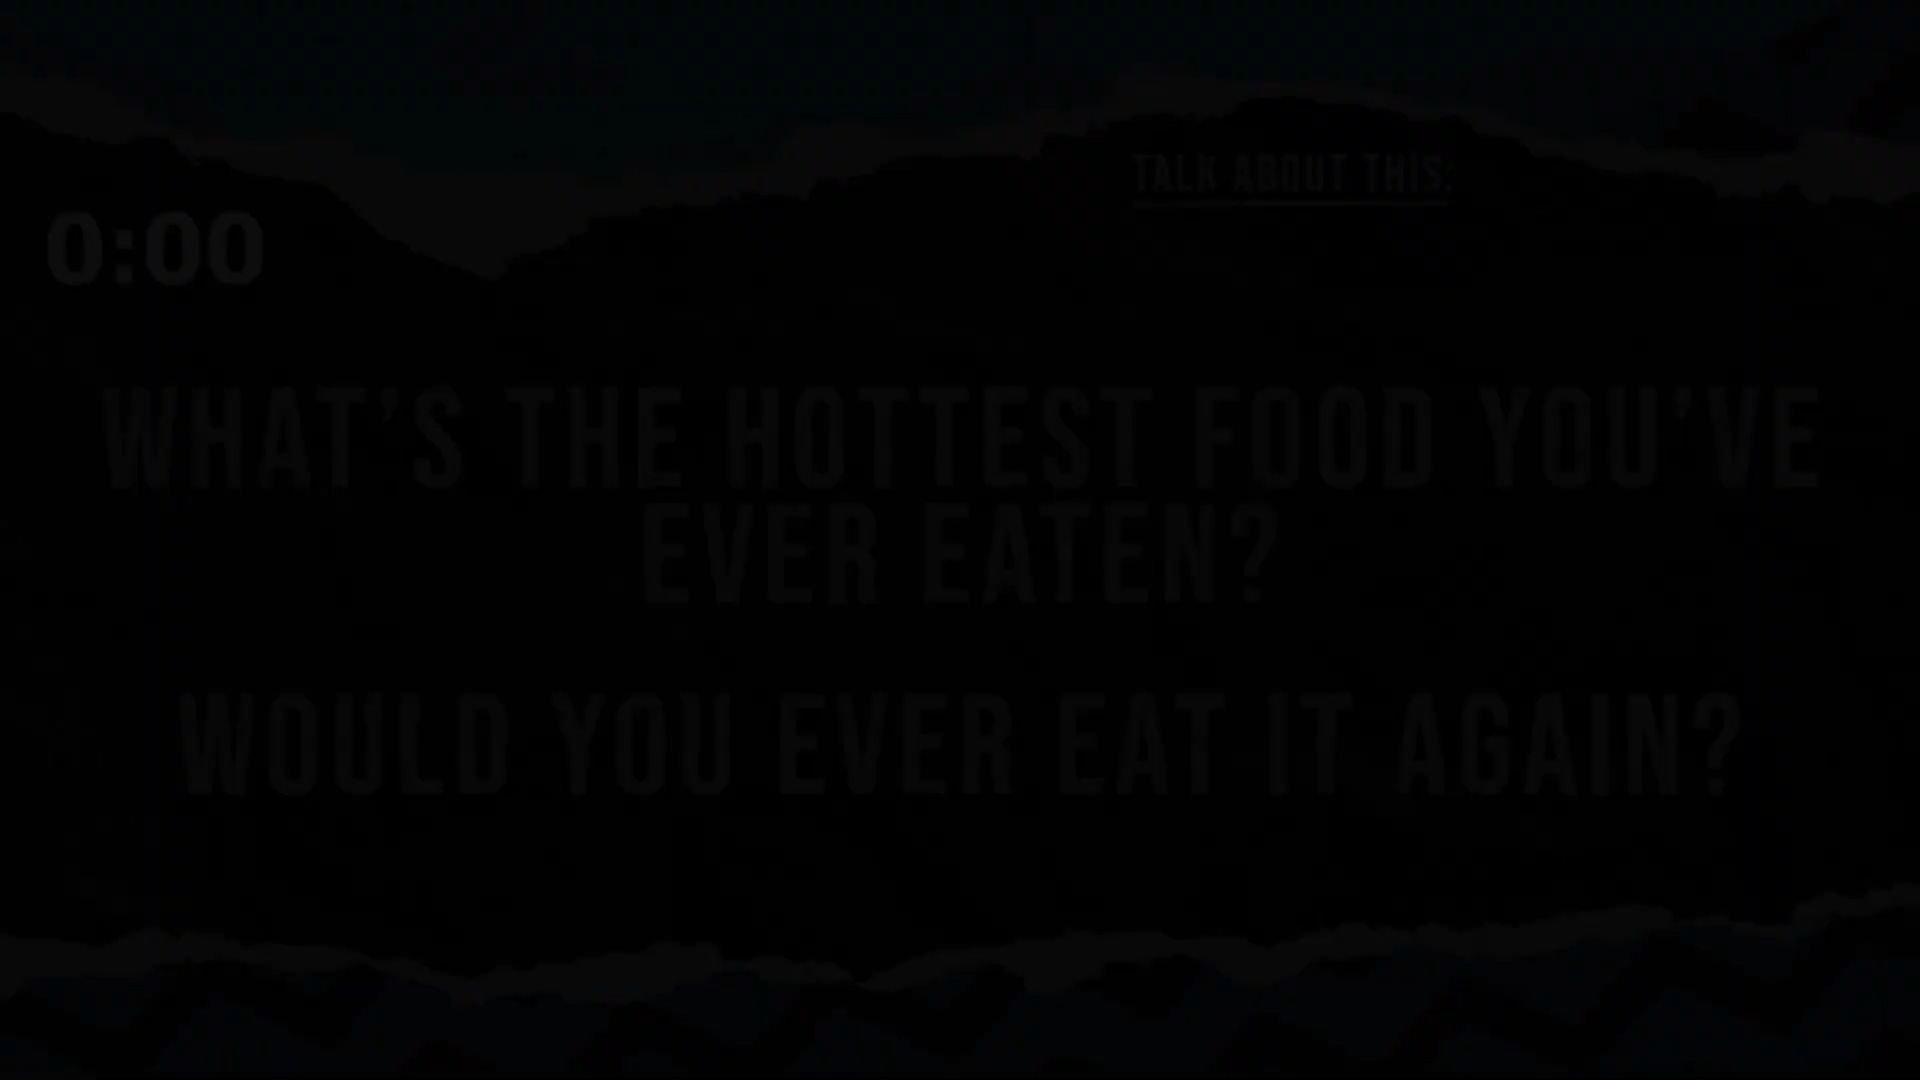 TALK ABOUT THIS:
0:00
WHAT'S THE HOTTEST FOOD YOU'VE
EVER EATEN?
WOULD YOU EVER EAT IT AGAIN?